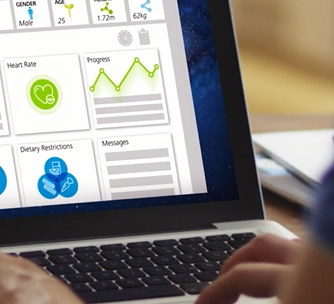 GENDER
Male
AGE
25
1.72m
62kg
Heart Rate
Progress
Dietary Restrictions
Messages